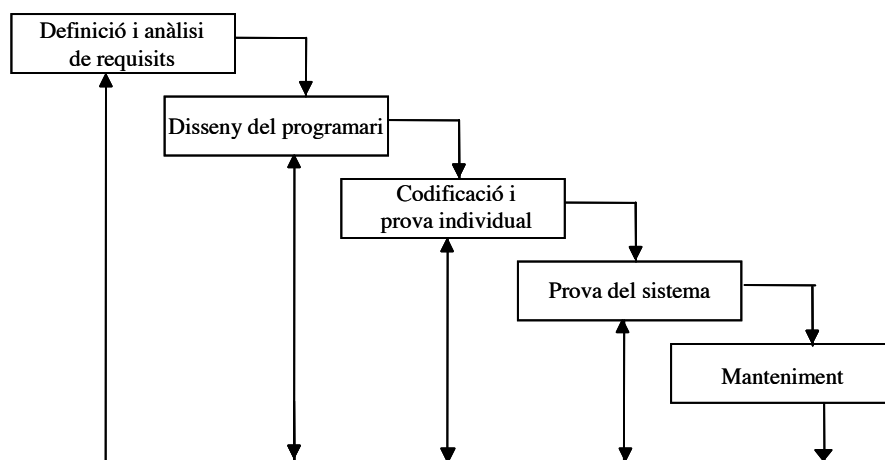 Definició i anàlisi
de requisits
Disseny del programari
Codificació i
prova individual
Prova del sistema
Manteniment